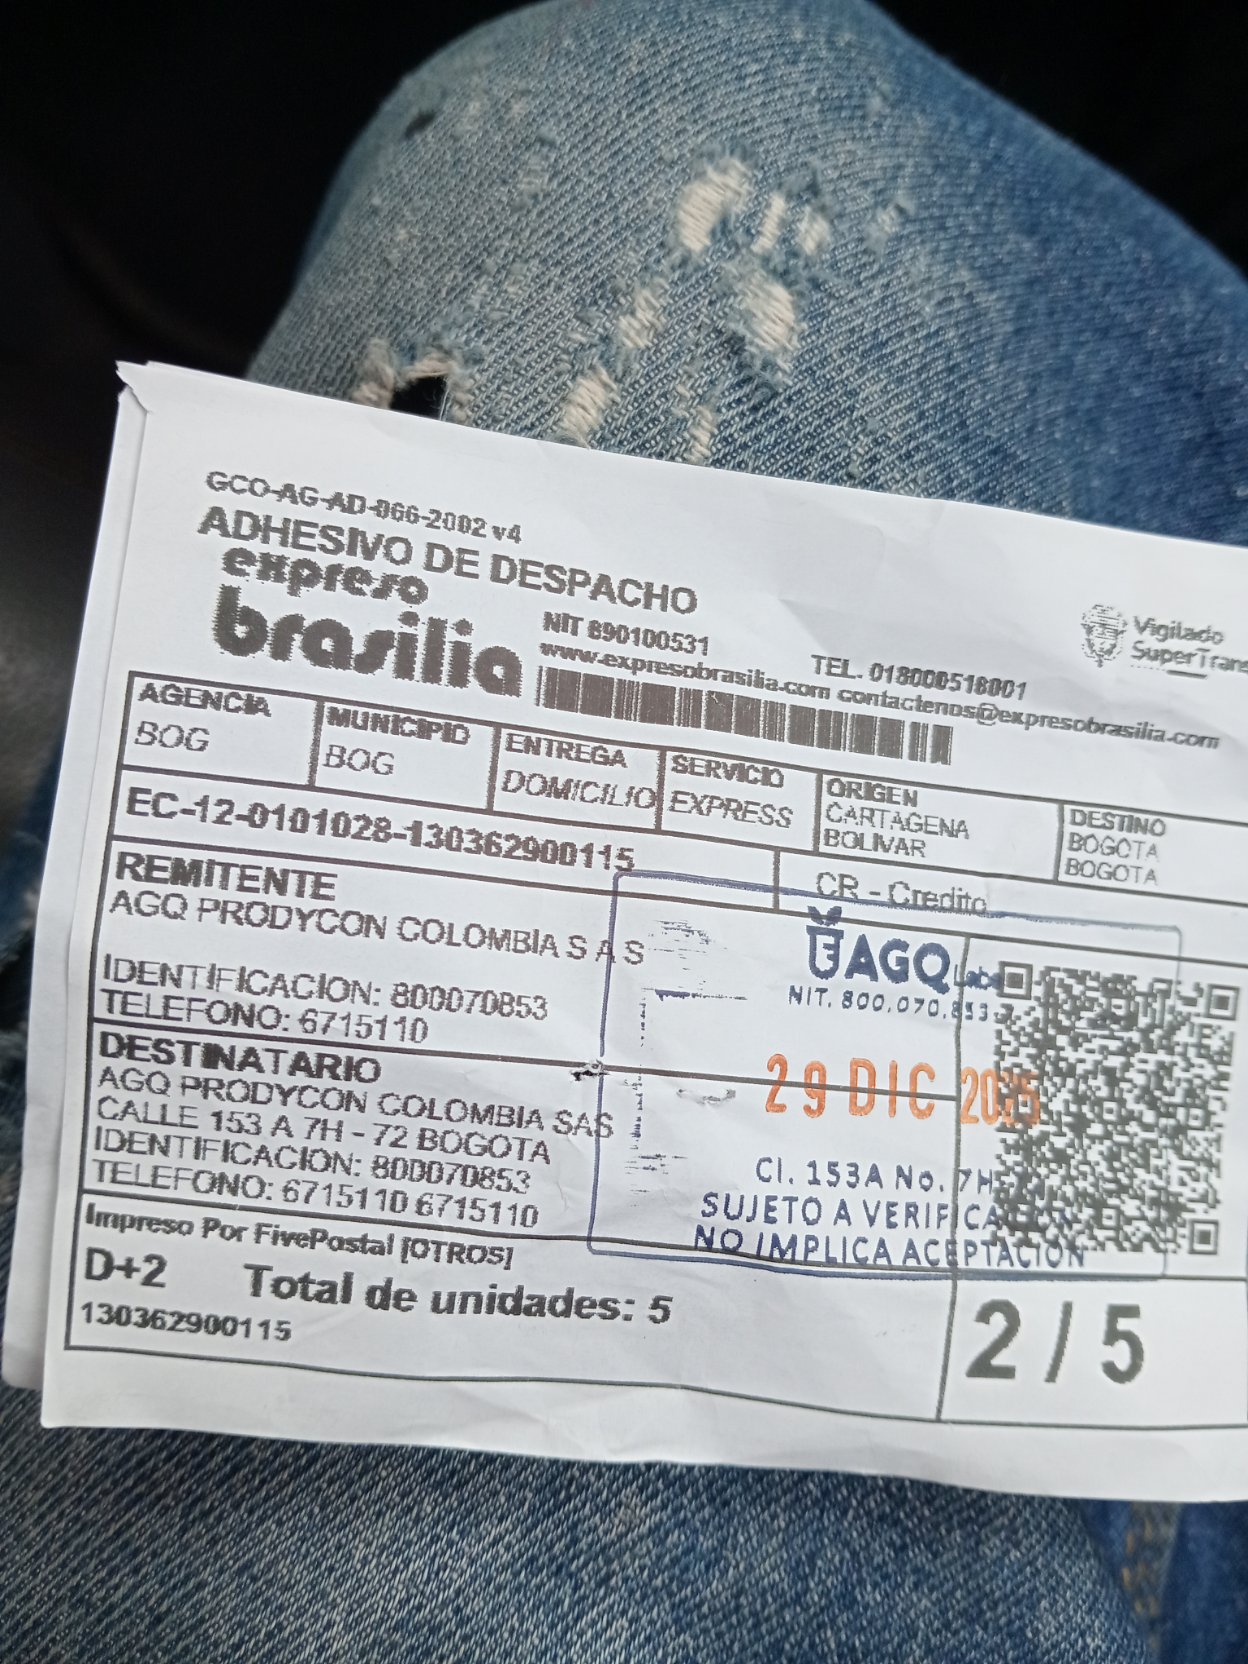 GCO-AG-AD-066-2002 v4
ADHESIVO DE DESPACHO
expreso
brasilia
NIT 890100531
TEL. 018000518001
www.expresobrasilia.com contactenos@expresobrasilia.com
Vigilado
SuperTrans
AGENCIA
BOG
MUNICIPIO
BOG
ENTREGA
DOMICILIO
SERVICIO
EXPRESS
ORIGEN
CARTAGENA
BOLIVAR
DESTINO
BOGOTA
BOGOTA
EC-12-0101028-130362900115
CR - Credito
REMITENTE
AGQ PRODYCON COLOMBIA S A S
IDENTIFICACION: 800070853
TELEFONO: 6715110
DESTINATARIO
AGQ PRODYCON COLOMBIA SAS
CALLE 153 A 7H - 72 BOGOTA
IDENTIFICACION: 800070853
TELEFONO: 6715110 6715110
AGQ Labs
NIT. 800.070.853
29 DIC 2025
Cl. 153A No. 7H
SUJETO A VERIFICACION
NO IMPLICA ACEPTACION
Impreso Por FivePostal [OTROS]
D+2 Total de unidades: 5
130362900115
2 / 5